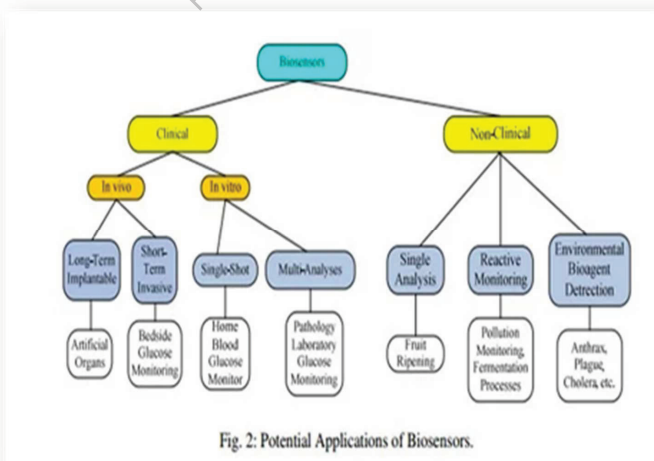 Biosensors
Clinical
Non-Clinical
In vivo
In vitro
Long-Term
Implantable
Short-
Term
Invasive
Single-Shot
Multi-Analyses
Single
Analysis
Reactive
Monitoring
Environmental
Bioagent
Detrection
Artificial
Organs
Bedside
Glucose
Monitoring
Home
Blood
Glucose
Monitor
Pathology
Laboratory
Glucose
Monitoring
Fruit
Ripening
Pollution
Monitoring,
Fermentation
Processes
Anthrax,
Plague,
Cholera, etc.
Fig. 2: Potential Applications of Biosensors.